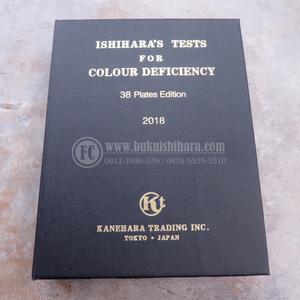 ISHIHARA'S TESTS
FOR
COLOUR DEFICIENCY
38 Plates Edition
2018
FC
www.bukuishihara.com
0812-1646-259 / 0878-5535-5510
Kt
KANEHARA TRADING INC.
TOKYO • JAPAN